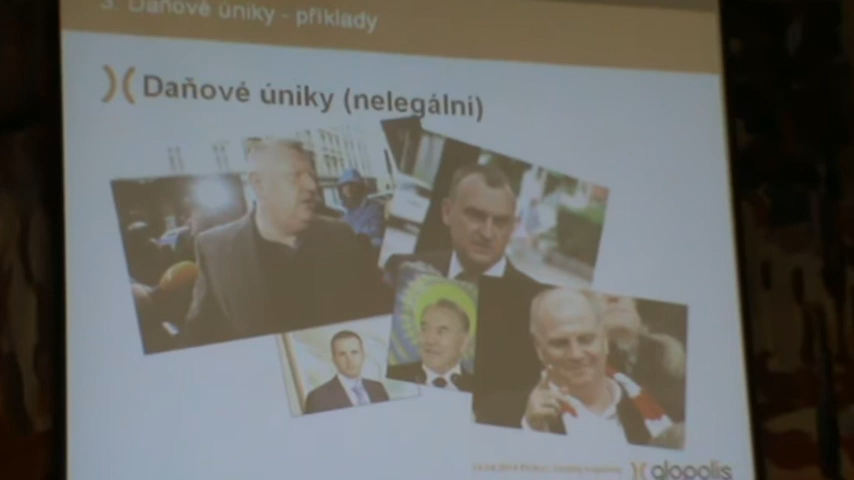 3. Daňové úniky - příklady
Daňové úniky (nelegální)
glopolis